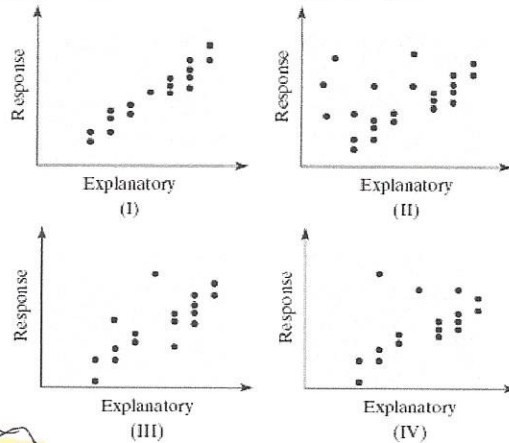 Response
Explanatory
(I)
Response
Explanatory
(II)
Response
Explanatory
(III)
Response
Explanatory
(IV)